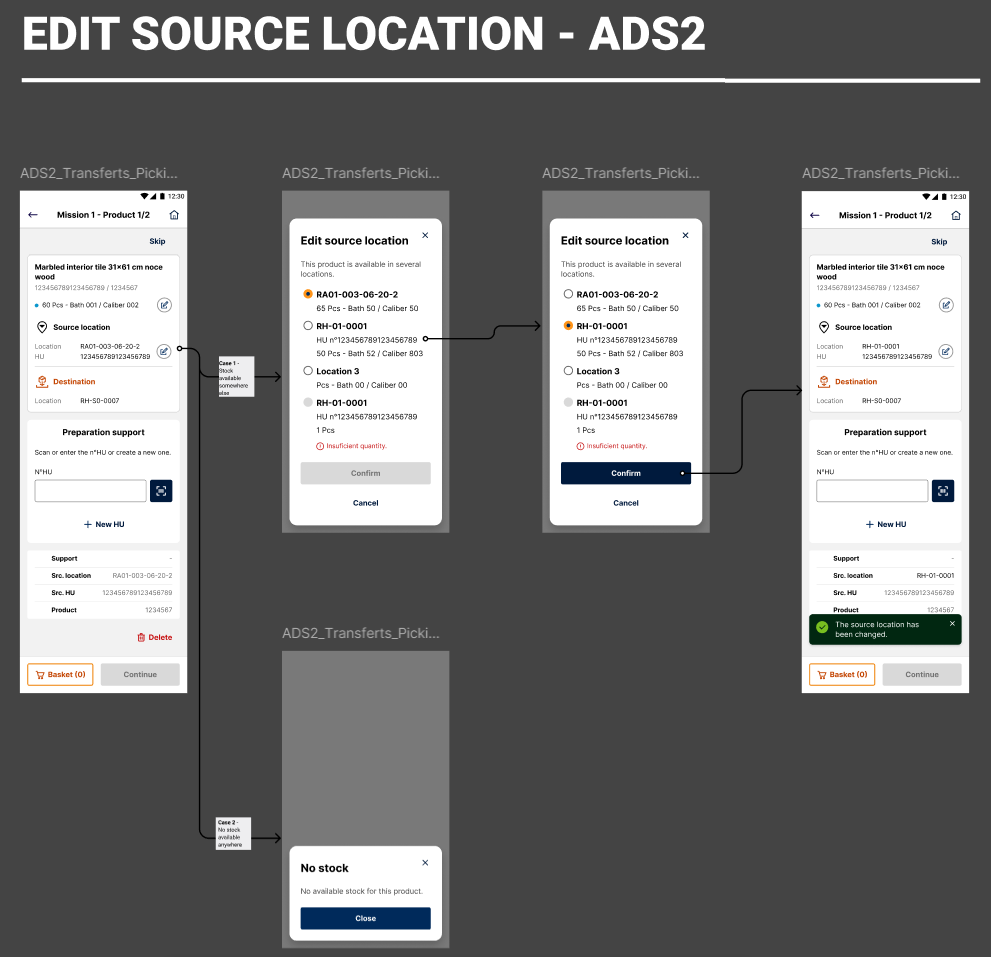 EDIT SOURCE LOCATION - ADS2
ADS2_Transferts_Picki...
12:30
Mission 1 - Product 1/2
Skip
Marbled interior tile 31x61 cm noce
wood
123456789123456789 / 1234567
60 Pcs - Bath 001 / Caliber 002
Source location
Location RA01-003-06-20-2
HU 123456789123456789
Destination
Location RH-S0-0007
Preparation support
Scan or enter the n°HU or create a new one.
N°HU
+ New HU
Support -
Src. location RA01-003-06-20-2
Src. HU 123456789123456789
Product 1234567
Delete
Basket (0) Continue
Case 1 -
Stock
available
somewhere
else
ADS2_Transferts_Picki...
Edit source location
This product is available in several
locations.
RA01-003-06-20-2
65 Pcs - Bath 50 / Caliber 50
RH-01-0001
HU n°123456789123456789
50 Pcs - Bath 52 / Caliber 803
Location 3
Pcs - Bath 00 / Caliber 00
RH-01-0001
HU n°123456789123456789
1 Pcs
Insuficient quantity.
Confirm
Cancel
ADS2_Transferts_Picki...
Edit source location
This product is available in several
locations.
RA01-003-06-20-2
65 Pcs - Bath 50 / Caliber 50
RH-01-0001
HU n°123456789123456789
50 Pcs - Bath 52 / Caliber 803
Location 3
Pcs - Bath 00 / Caliber 00
RH-01-0001
HU n°123456789123456789
1 Pcs
Insuficient quantity.
Confirm
Cancel
ADS2_Transferts_Picki...
12:30
Mission 1 - Product 1/2
Skip
Marbled interior tile 31x61 cm noce
wood
123456789123456789 / 1234567
60 Pcs - Bath 001 / Caliber 002
Source location
Location RH-01-0001
HU 123456789123456789
Destination
Location RH-S0-0007
Preparation support
Scan or enter the n°HU or create a new one.
N°HU
+ New HU
Support -
Src. location RH-01-0001
Src. HU 123456789123456789
Product 1234567
The source location has
been changed.
Basket (0) Continue
Case 2 -
No stock
available
anywhere
ADS2_Transferts_Picki...
No stock
No available stock for this product.
Close